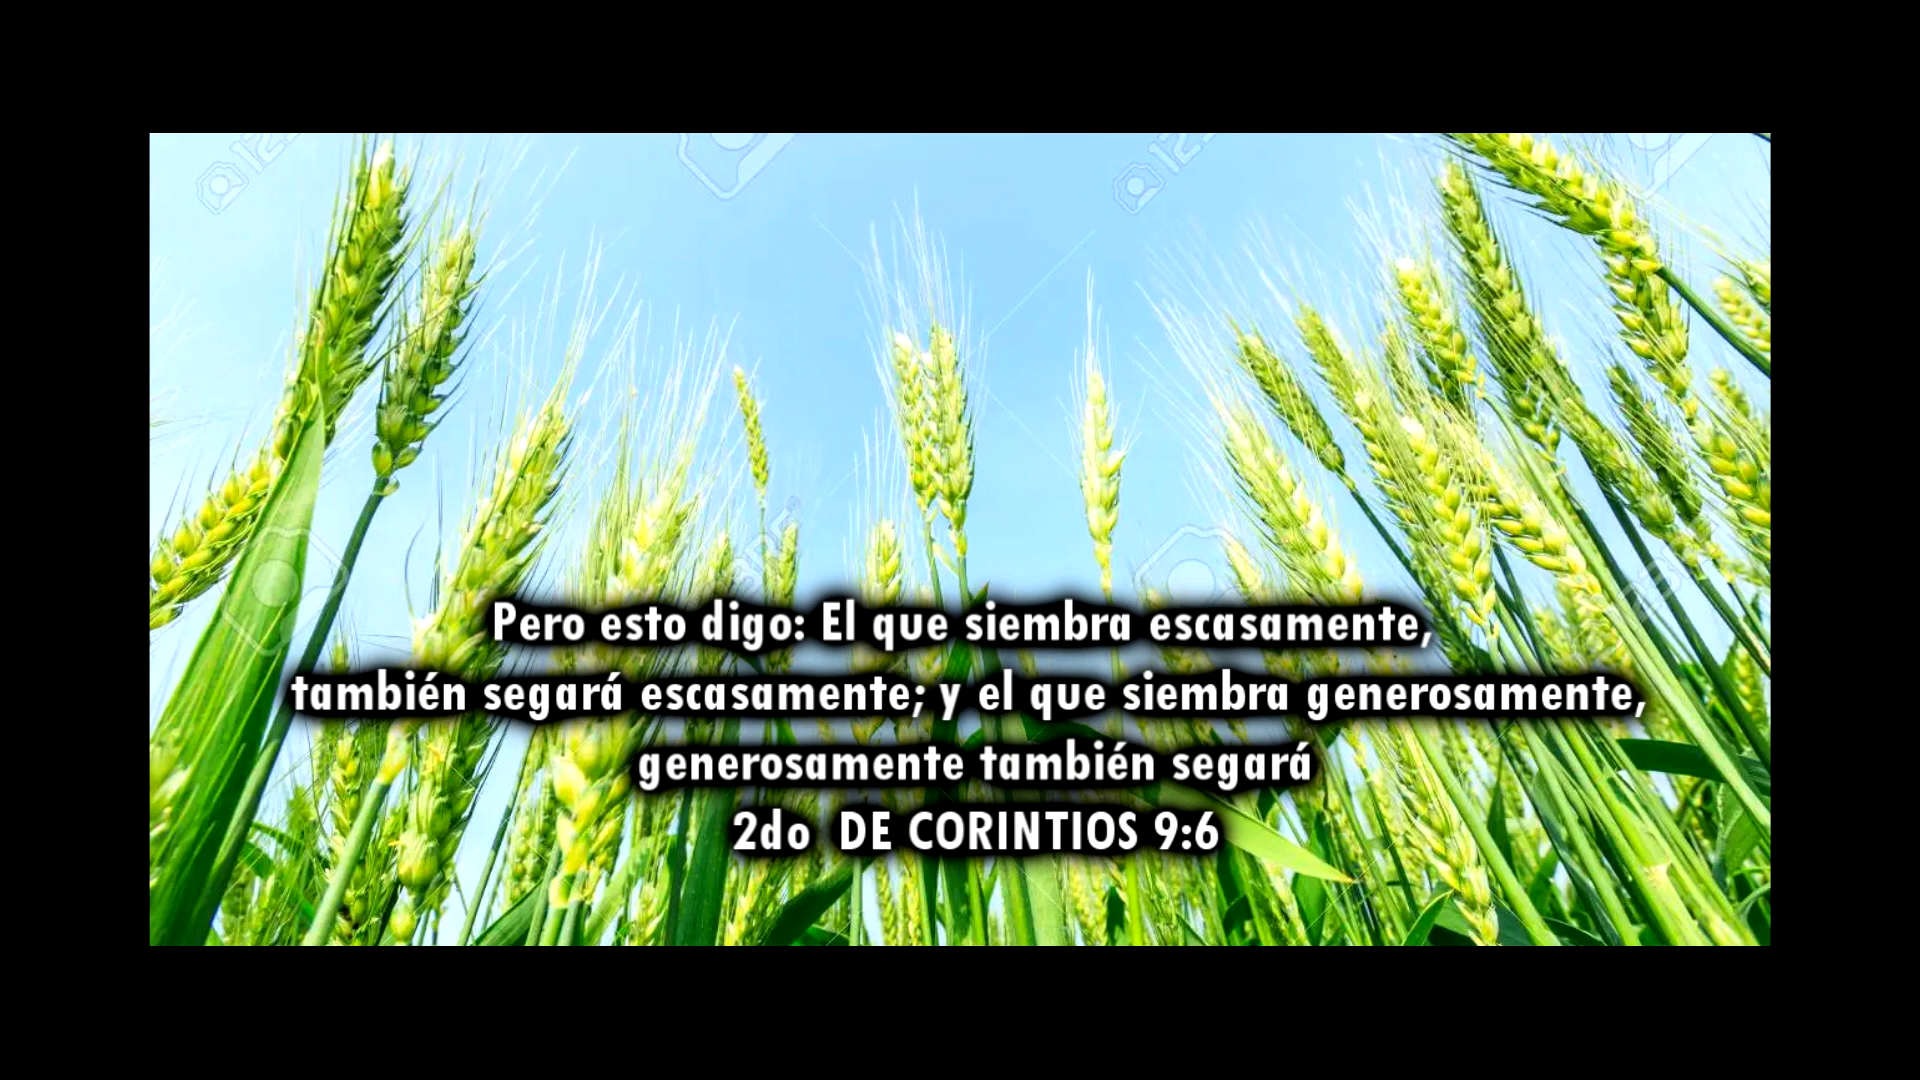 Pero esto digo: El que siembra escasamente,
también segará escasamente; y el que siembra generosamente,
generosamente también segará
2do DE CORINTIOS 9:6